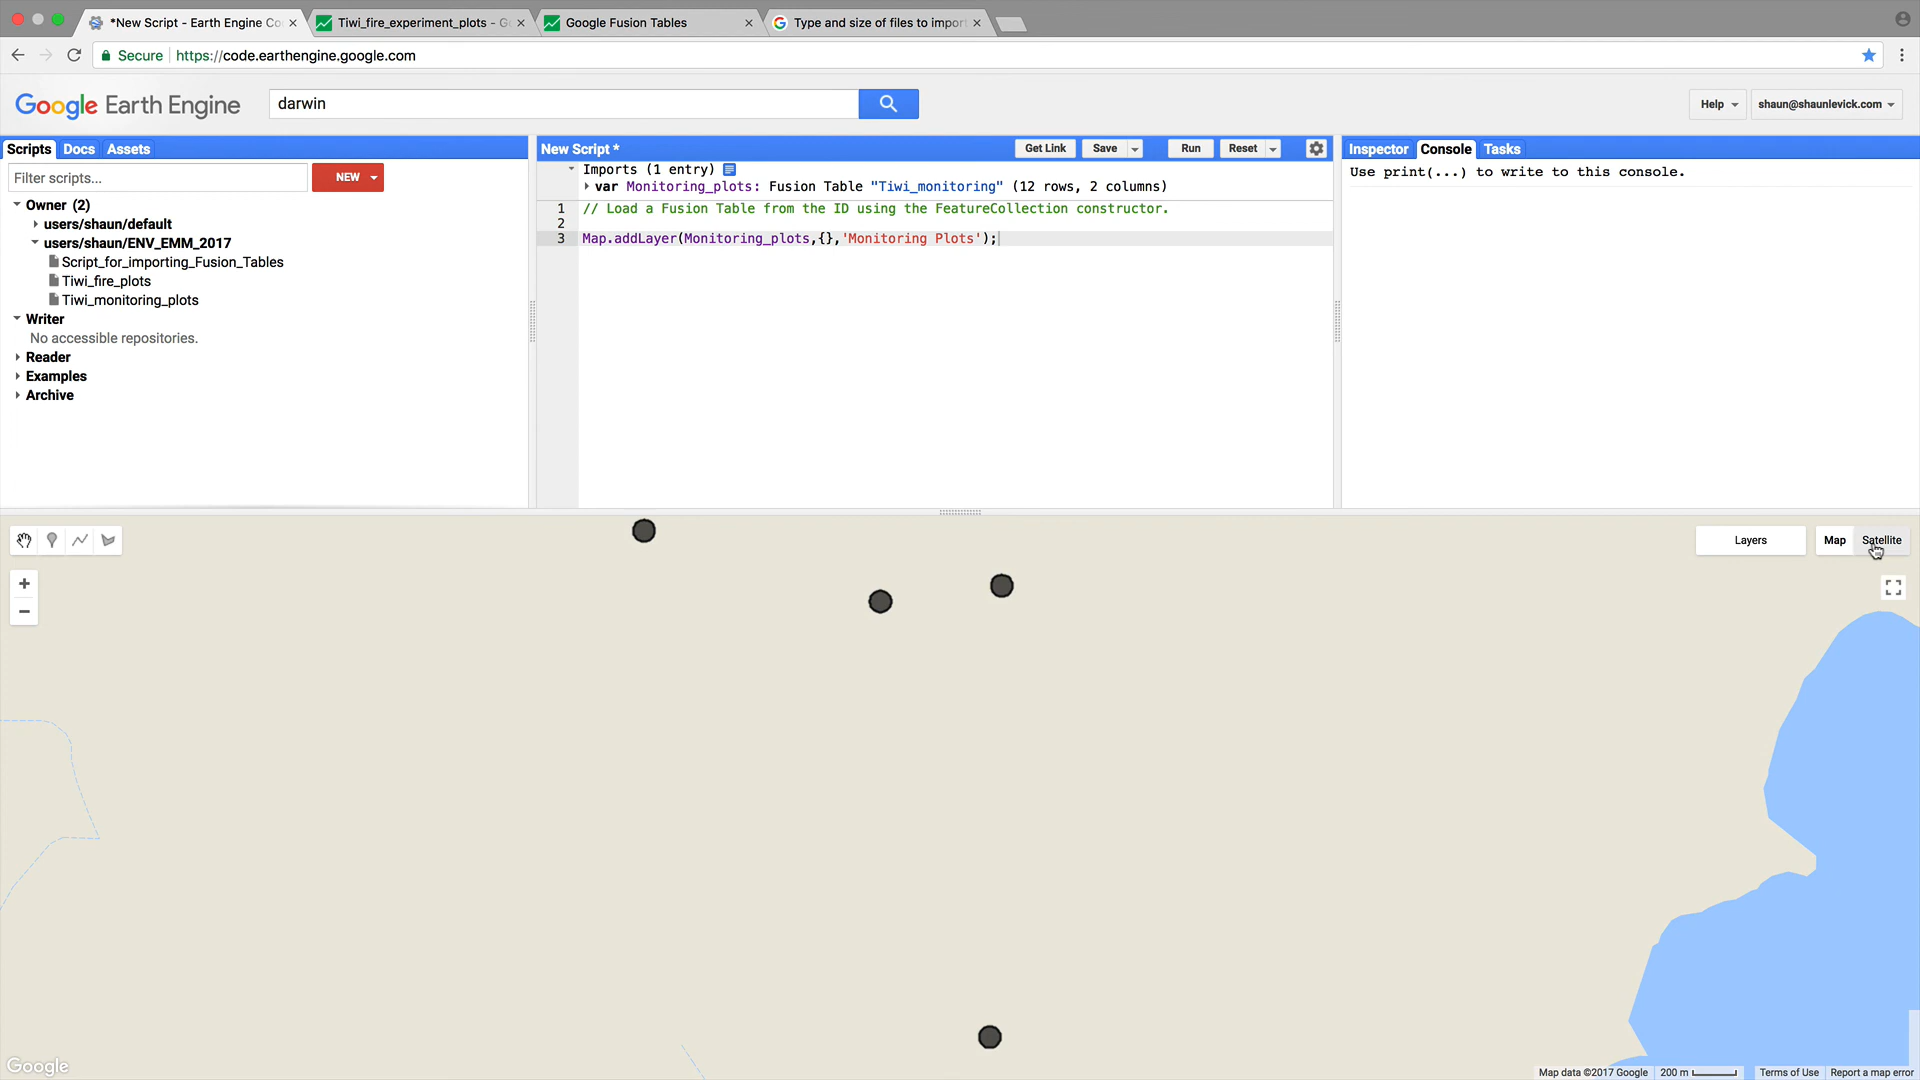 *New Script - Earth Engine Co
Tiwi_fire_experiment_plots - G
Google Fusion Tables
Type and size of files to impor
Secure https://code.earthengine.google.com
Google Earth Engine
darwin
Help
shaun@shaunlevick.com
Scripts Docs Assets
New Script *
Get Link Save Run Reset
Inspector Console Tasks
Filter scripts...
NEW
Owner (2)
users/shaun/default
users/shaun/ENV_EMM_2017
Script_for_importing_Fusion_Tables
Tiwi_fire_plots
Tiwi_monitoring_plots
Writer
No accessible repositories.
Reader
Examples
Archive
Imports (1 entry)
var Monitoring_plots: Fusion Table "Tiwi_monitoring" (12 rows, 2 columns)
1 // Load a Fusion Table from the ID using the FeatureCollection constructor.
2
3 Map.addLayer(Monitoring_plots,{},'Monitoring Plots');
Use print(...) to write to this console.
Layers
Map Satellite
+
−
Google
Map data ©2017 Google 200 m Terms of Use Report a map error